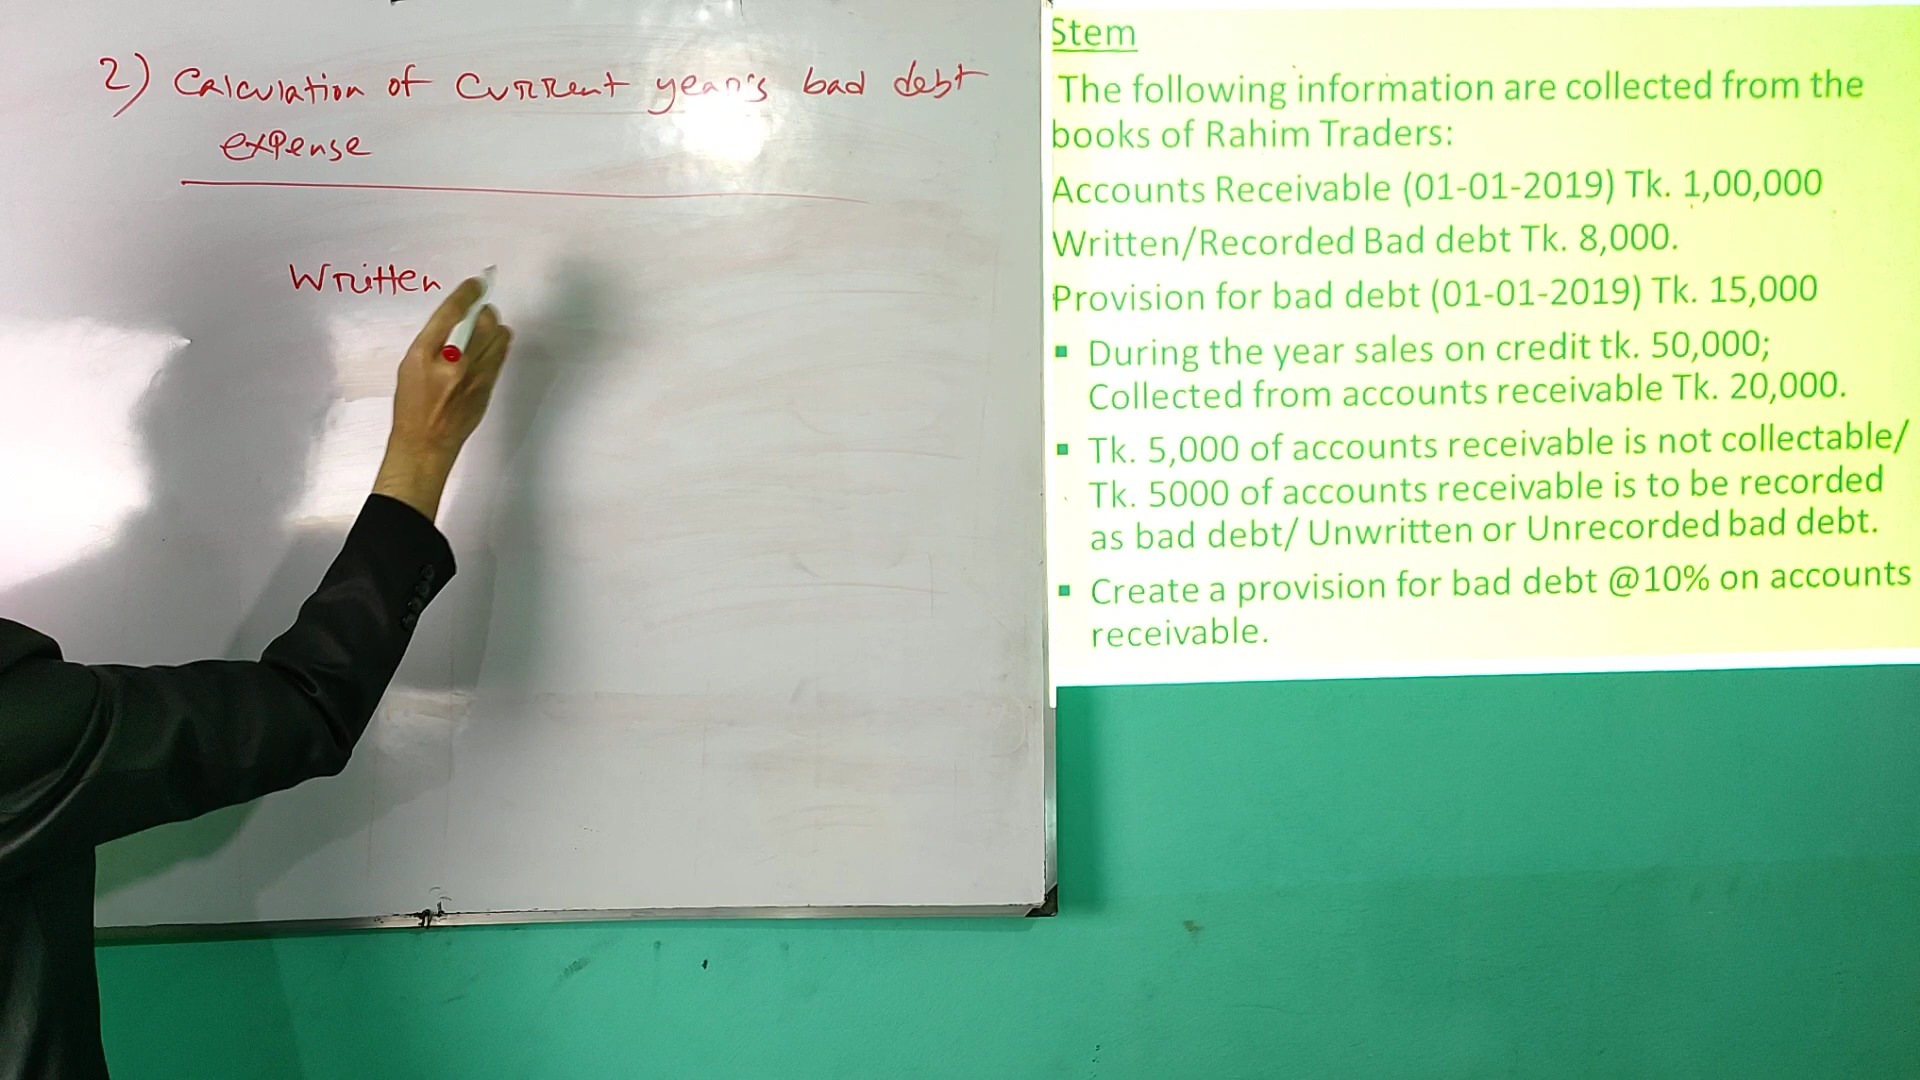 2) Calculation of Current year's bad debt
expense
Written
Stem
The following information are collected from the
books of Rahim Traders:
Accounts Receivable (01-01-2019) Tk. 1,00,000
Written/Recorded Bad debt Tk. 8,000.
Provision for bad debt (01-01-2019) Tk. 15,000
▪ During the year sales on credit tk. 50,000;
Collected from accounts receivable Tk. 20,000.
▪ Tk. 5,000 of accounts receivable is not collectable/
Tk. 5000 of accounts receivable is to be recorded
as bad debt/ Unwritten or Unrecorded bad debt.
▪ Create a provision for bad debt @10% on accounts
receivable.